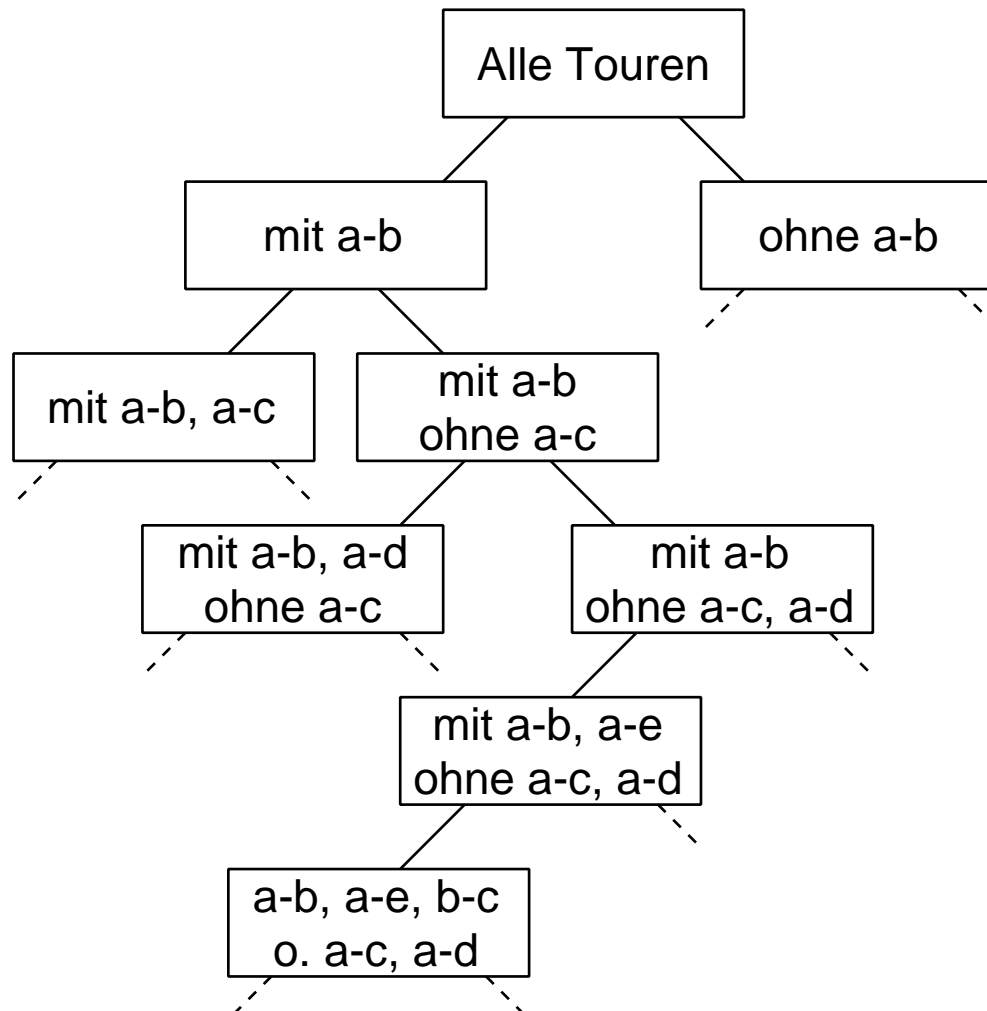 Alle Touren
mit a-b
ohne a-b
mit a-b, a-c
mit a-b
ohne a-c
mit a-b, a-d
ohne a-c
mit a-b
ohne a-c, a-d
mit a-b, a-e
ohne a-c, a-d
a-b, a-e, b-c
o. a-c, a-d